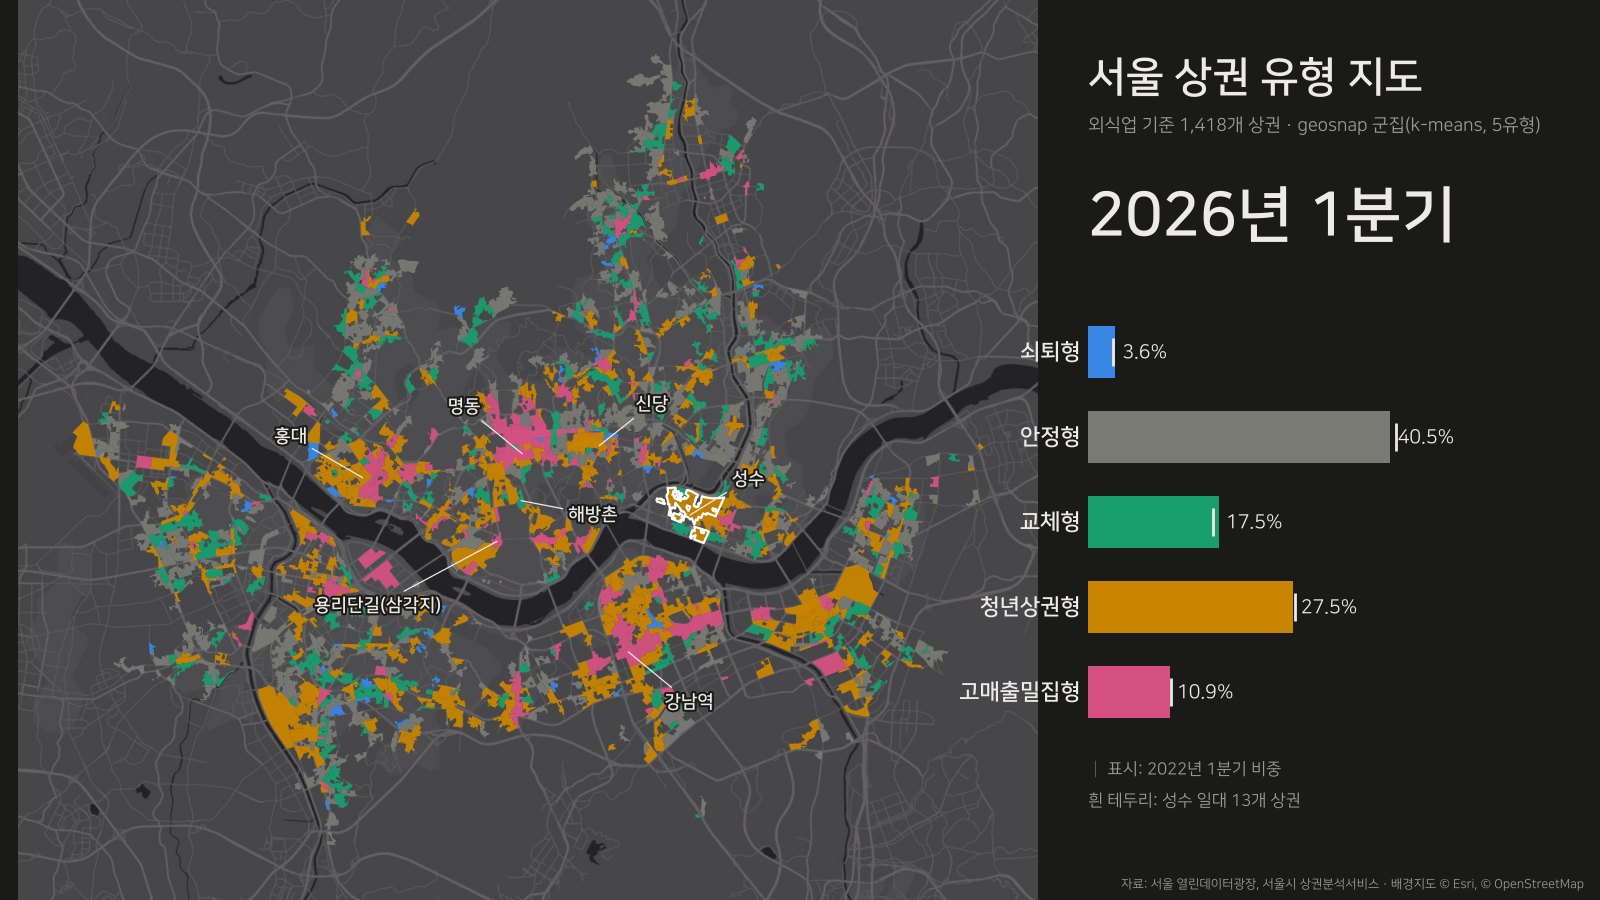 서울 상권 유형 지도
외식업 기준 1,418개 상권 · geosnap 군집(k-means, 5유형)
2026년 1분기
쇠퇴형 3.6%
안정형 40.5%
교체형 17.5%
청년상권형 27.5%
고매출밀집형 10.9%
| 표시: 2022년 1분기 비중
흰 테두리: 성수 일대 13개 상권
명동
신당
홍대
성수
해방촌
용리단길(삼각지)
강남역
자료: 서울 열린데이터광장, 서울시 상권분석서비스 · 배경지도 © Esri, © OpenStreetMap